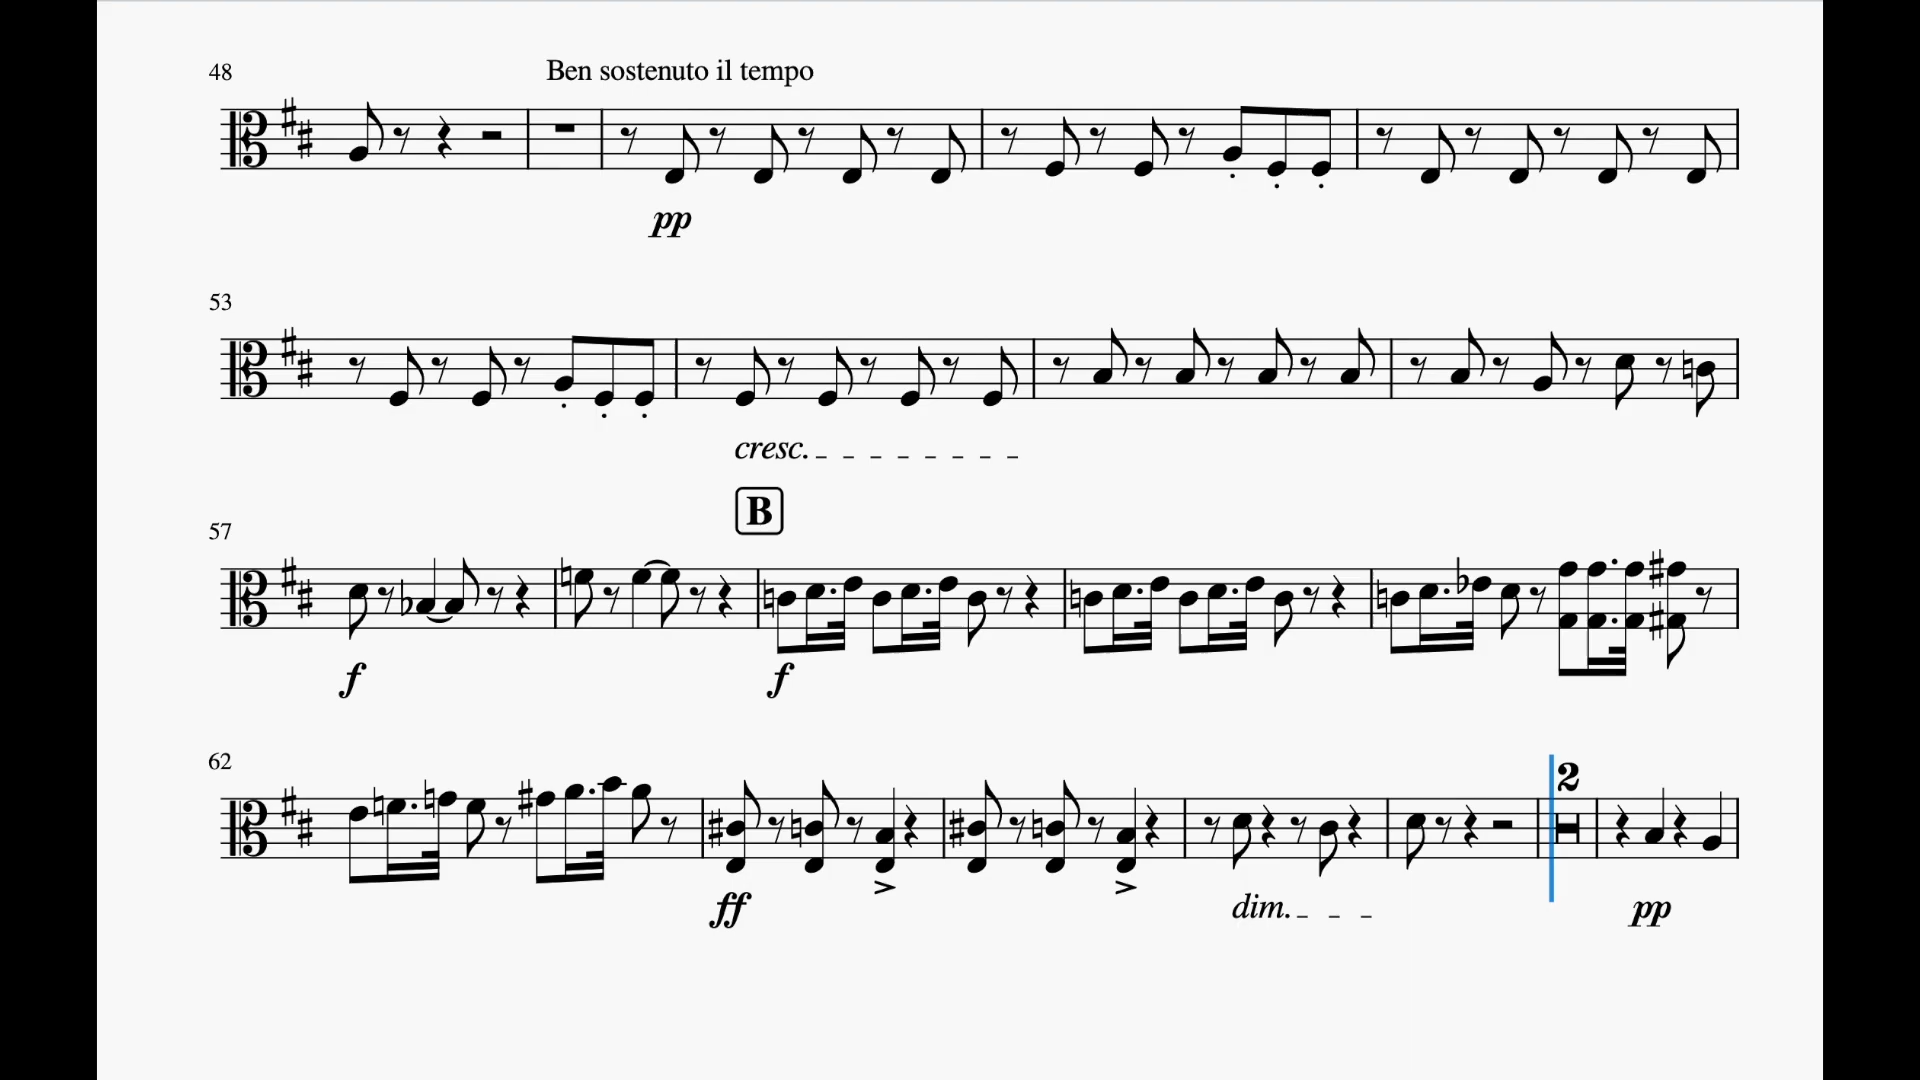 48
Ben sostenuto il tempo
pp
53
cresc.
B
57
f
f
62
2
ff
dim.
pp